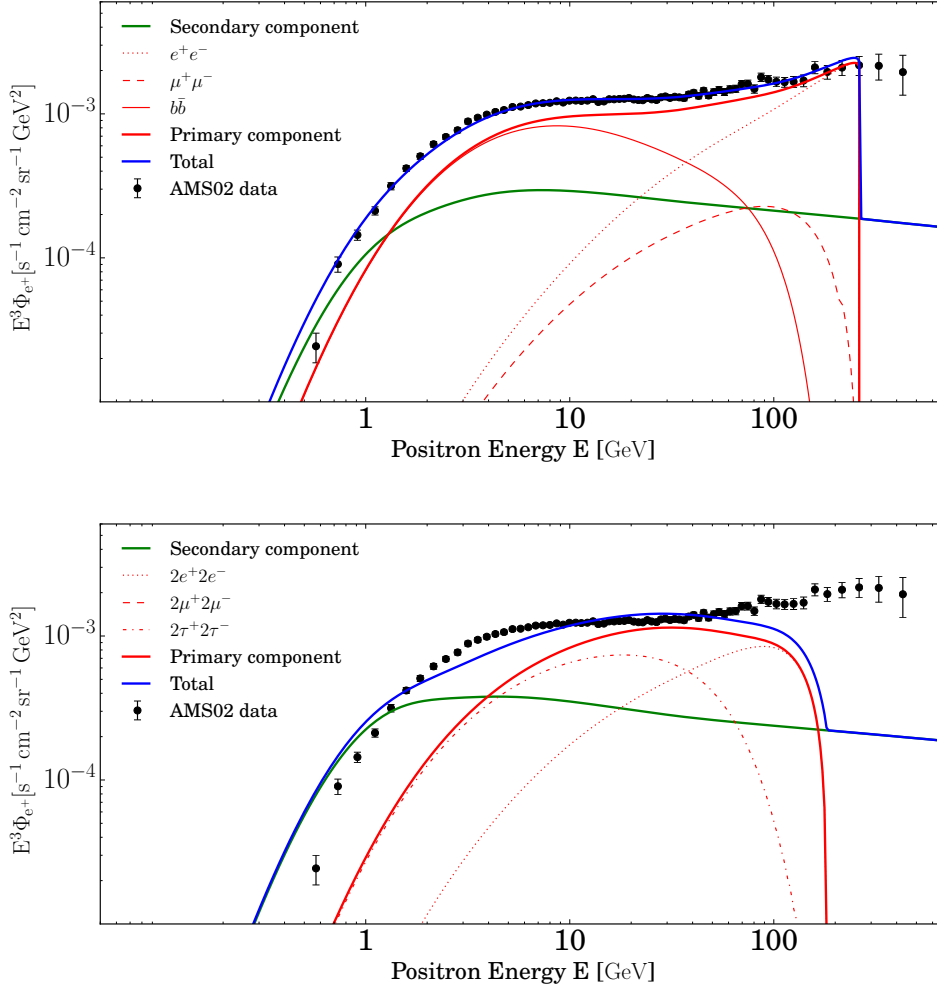 E³Φₑ₊[s⁻¹ cm⁻² sr⁻¹ GeV²]
Secondary component
e⁺e⁻
μ⁺μ⁻
bb̄
Primary component
Total
AMS02 data
10⁻³
10⁻⁴
1 10 100
Positron Energy E [GeV]
E³Φₑ₊[s⁻¹ cm⁻² sr⁻¹ GeV²]
Secondary component
2e⁺2e⁻
2μ⁺2μ⁻
2τ⁺2τ⁻
Primary component
Total
AMS02 data
10⁻³
10⁻⁴
1 10 100
Positron Energy E [GeV]